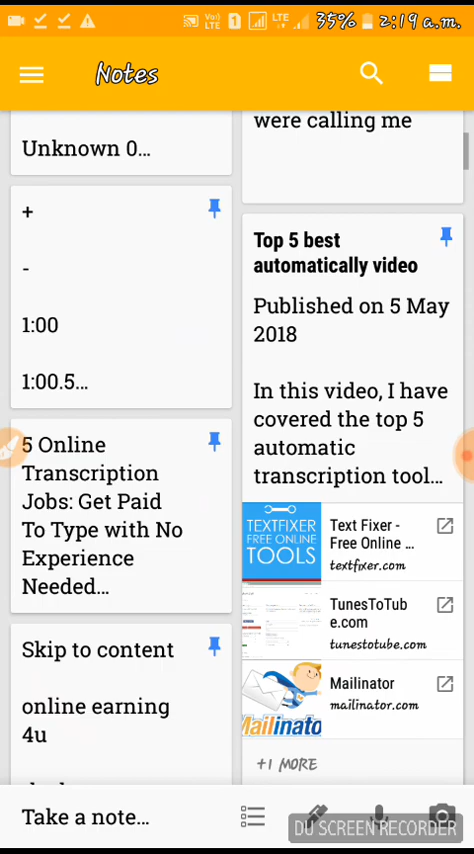 Vo))
LTE
1
LTE
35%
2:19 a.m.
Notes
Unknown 0...
+
-
1:00
1:00.5...
5 Online
Transcription
Jobs: Get Paid
To Type with No
Experience
Needed...
Skip to content
online earning
4u
were calling me
Top 5 best
automatically video
Published on 5 May
2018
In this video, I have
covered the top 5
automatic
transcription tool...
TEXTFIXER
FREE ONLINE
TOOLS
Text Fixer -
Free Online ...
textfixer.com
TunesToTub
e.com
tunestotube.com
Mailinato
Mailinator
mailinator.com
+1 MORE
Take a note...
DU SCREEN RECORDER